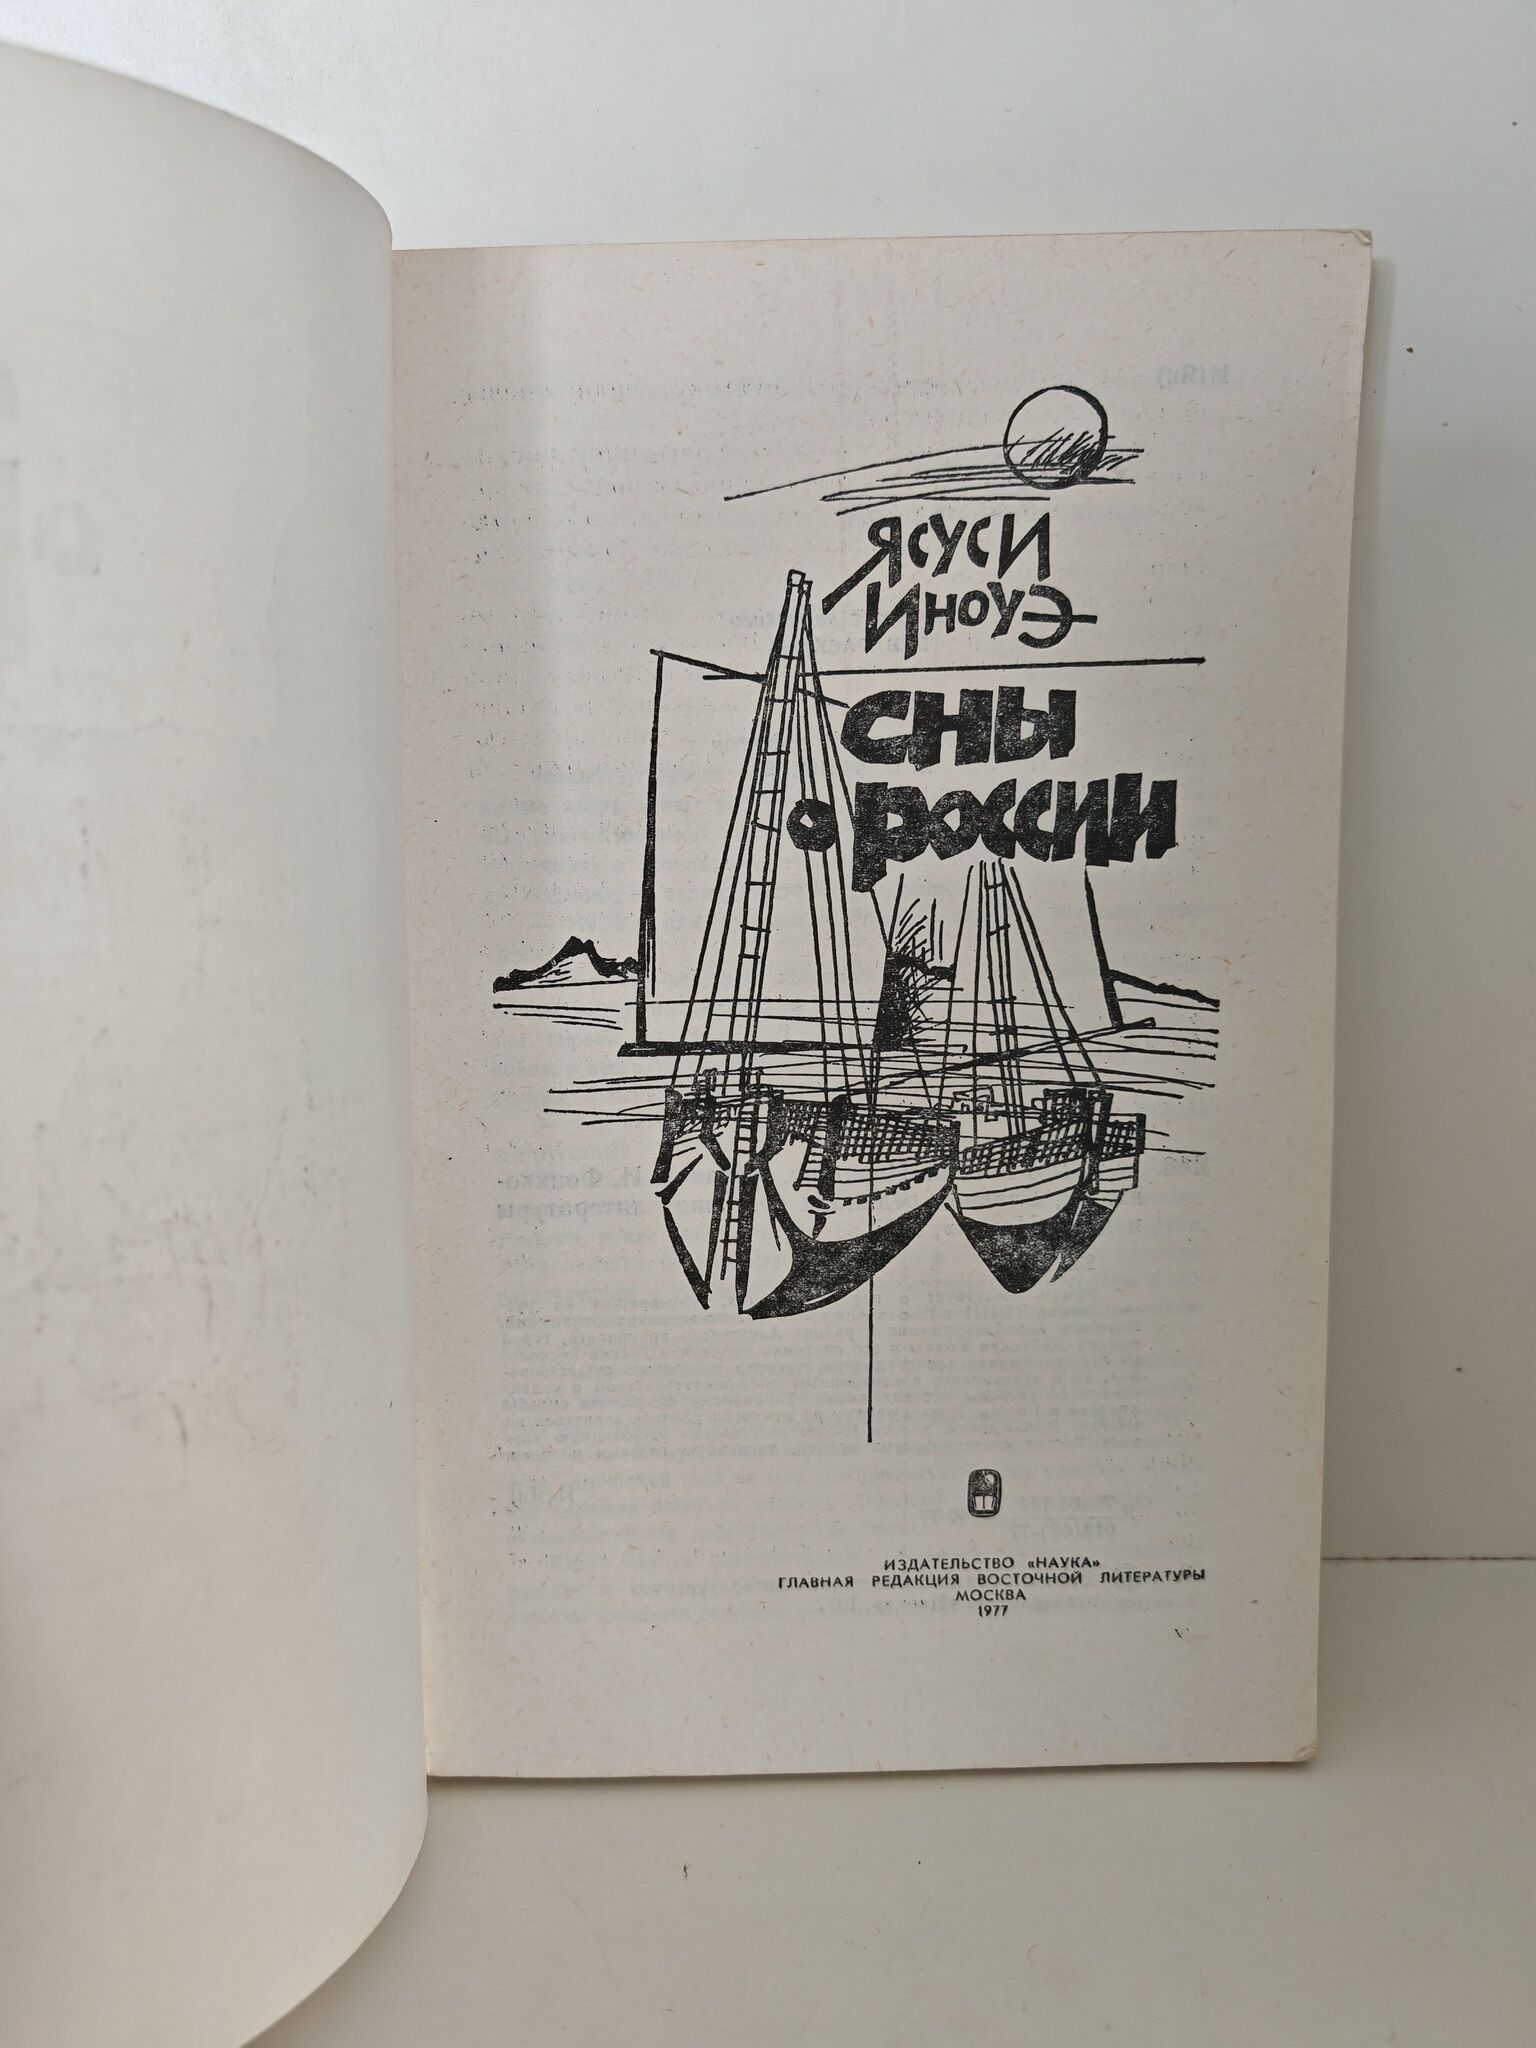 Ясуси
Иноуэ
сны
о россии
ИЗДАТЕЛЬСТВО «НАУКА»
ГЛАВНАЯ РЕДАКЦИЯ ВОСТОЧНОЙ ЛИТЕРАТУРЫ
МОСКВА
1977